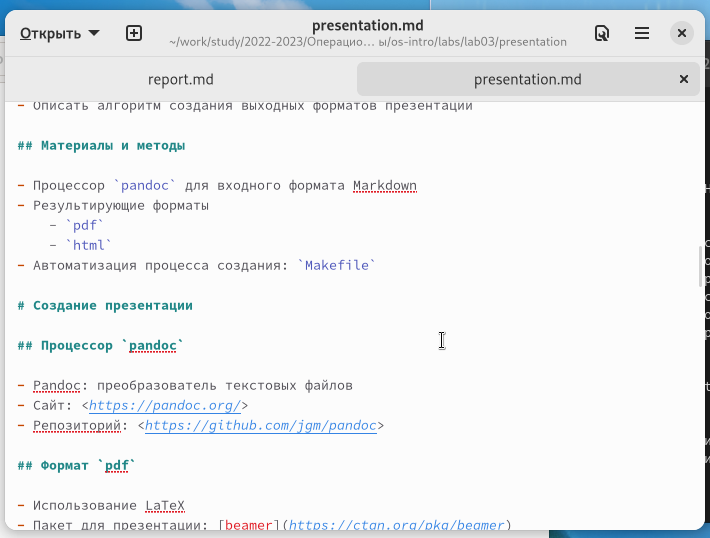 Открыть
presentation.md
~/work/study/2022-2023/Операцио… ы/os-intro/labs/lab03/presentation
report.md
presentation.md
- Описать алгоритм создания выходных форматов презентации
## Материалы и методы
- Процессор `pandoc` для входного формата Markdown
- Результирующие форматы
- `pdf`
- `html`
- Автоматизация процесса создания: `Makefile`
# Создание презентации
## Процессор `pandoc`
- Pandoc: преобразователь текстовых файлов
- Сайт: <https://pandoc.org/>
- Репозиторий: <https://github.com/jgm/pandoc>
## Формат `pdf`
- Использование LaTeX
- Пакет для презентации: [beamer](https://ctan.org/pkg/beamer)